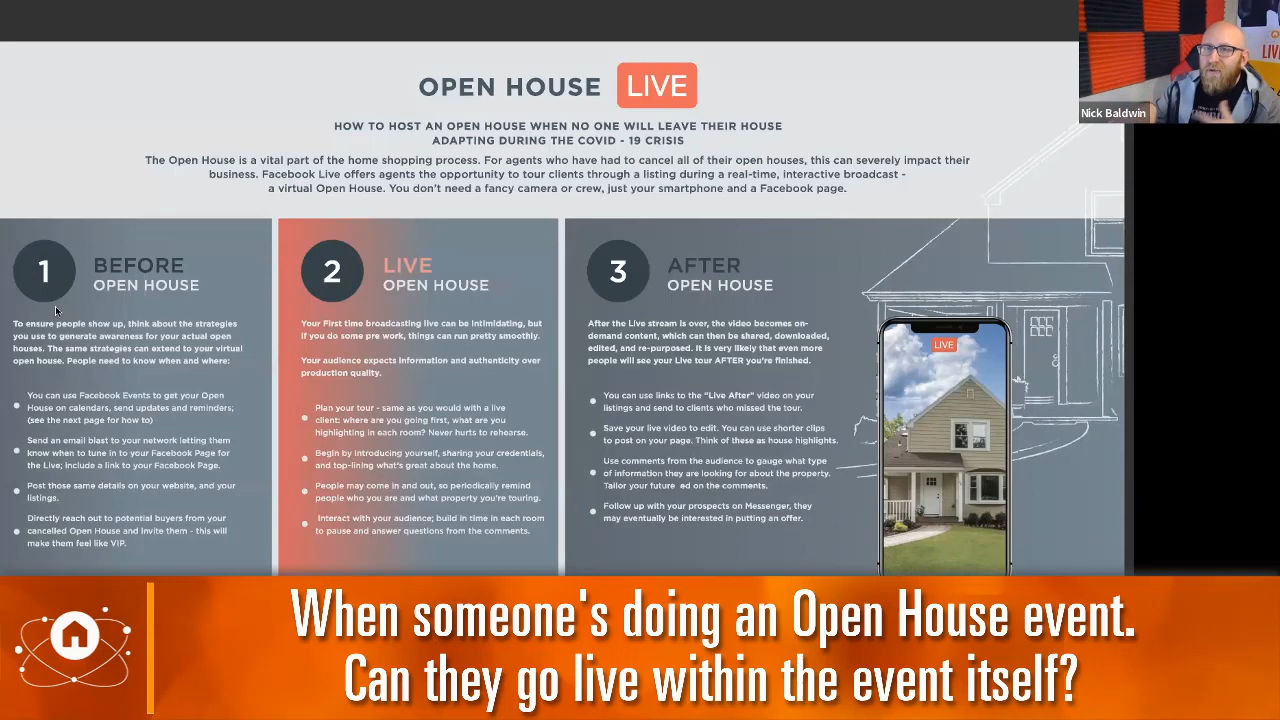 OPEN HOUSE LIVE
HOW TO HOST AN OPEN HOUSE WHEN NO ONE WILL LEAVE THEIR HOUSE
ADAPTING DURING THE COVID - 19 CRISIS
The Open House is a vital part of the home shopping process. For agents who have had to cancel all of their open houses, this can severely impact their
business. Facebook Live offers agents the opportunity to tour clients through a listing during a real-time, interactive broadcast -
a virtual Open House. You don't need a fancy camera or crew, just your smartphone and a Facebook page.
Nick Baldwin
LIV
1
BEFORE
OPEN HOUSE
To ensure people show up, think about the strategies
you use to generate awareness for your actual open
houses. The same strategies can extend to your virtual
open house. People need to know when and where:
You can use Facebook Events to get your Open
House on calendars, send updates and reminders;
(see the next page for how to)
Send an email blast to your network letting them
know when to tune in to your Facebook Page for
the Live; include a link to your Facebook Page.
Post those same details on your website, and your
listings.
Directly reach out to potential buyers from your
cancelled Open House and invite them - this will
make them feel like VIP.
2
LIVE
OPEN HOUSE
Your First time broadcasting live can be intimidating, but
if you do some pre work, things can run pretty smoothly.
Your audience expects information and authenticity over
production quality.
Plan your tour - same as you would with a live
client: where are you going first, what are you
highlighting in each room? Never hurts to rehearse.
Begin by introducing yourself, sharing your credentials,
and top-lining what's great about the home.
People may come in and out, so periodically remind
people who you are and what property you're touring.
Interact with your audience; build in time in each room
to pause and answer questions from the comments.
3
AFTER
OPEN HOUSE
After the Live stream is over, the video becomes on-
demand content, which can then be shared, downloaded,
edited, and re-purposed. It is very likely that even more
people will see your Live tour AFTER you're finished.
You can use links to the "Live After" video on your
listings and send to clients who missed the tour.
Save your live video to edit. You can use shorter clips
to post on your page. Think of these as house highlights.
Use comments from the audience to gauge what type
of information they are looking for about the property.
Tailor your future ed on the comments.
Follow up with your prospects on Messenger, they
may eventually be interested in putting an offer.
LIVE
When someone's doing an Open House event.
Can they go live within the event itself?